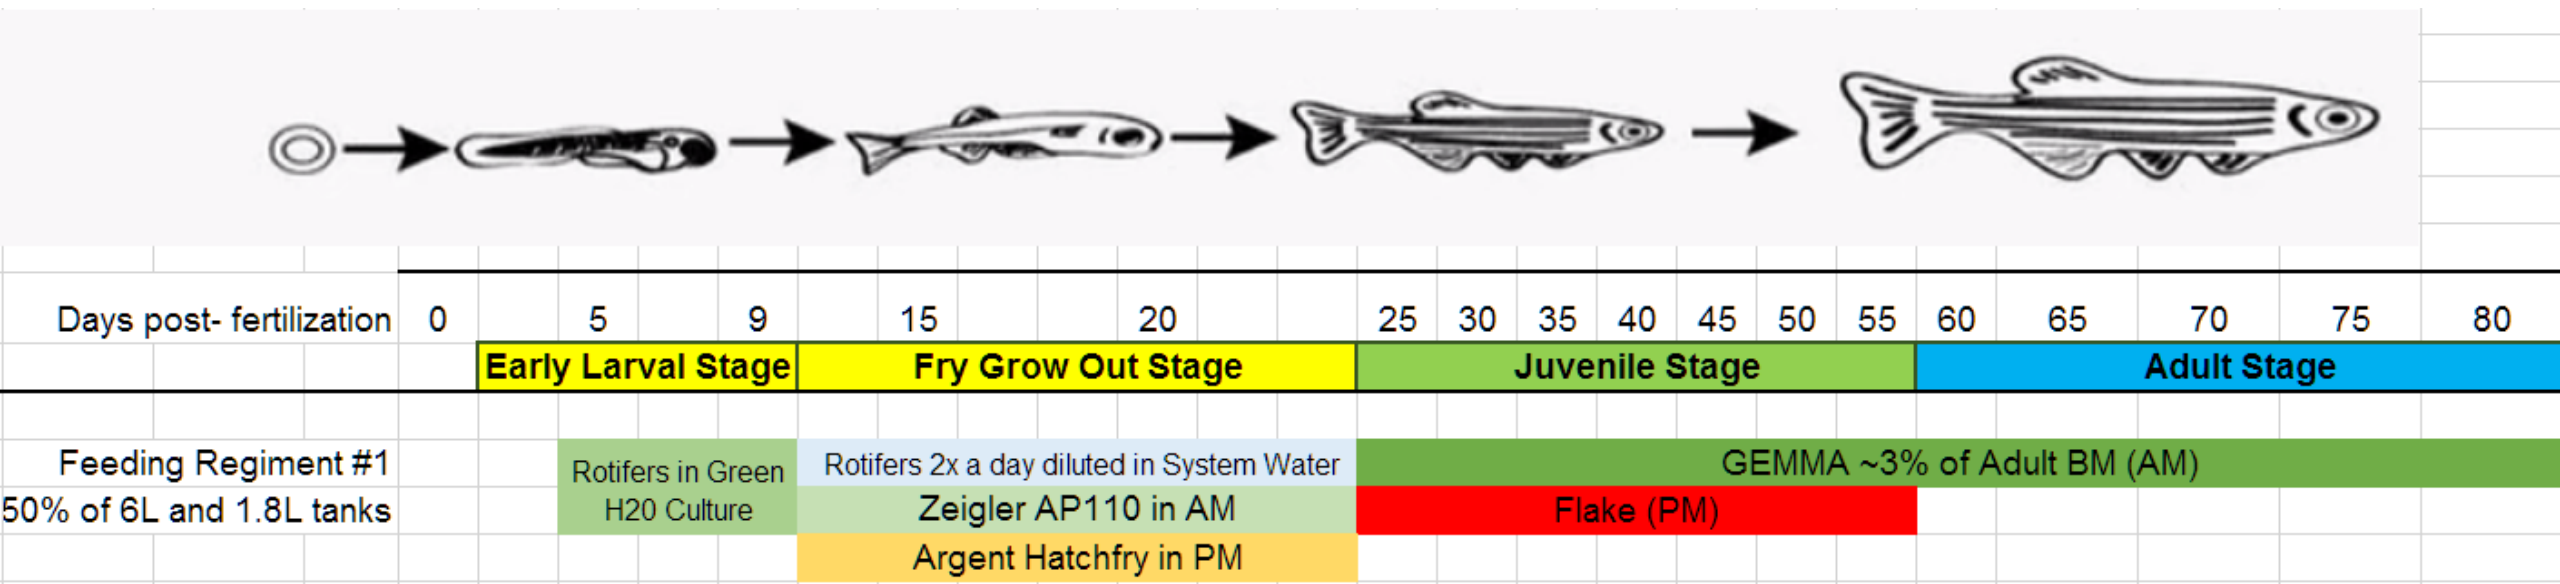 Days post- fertilization 0 5 9 15 20 25 30 35 40 45 50 55 60 65 70 75 80
Early Larval Stage Fry Grow Out Stage Juvenile Stage Adult Stage
Feeding Regiment #1
50% of 6L and 1.8L tanks
Rotifers in Green
H20 Culture
Rotifers 2x a day diluted in System Water
Zeigler AP110 in AM
Argent Hatchfry in PM
GEMMA ~3% of Adult BM (AM)
Flake (PM)